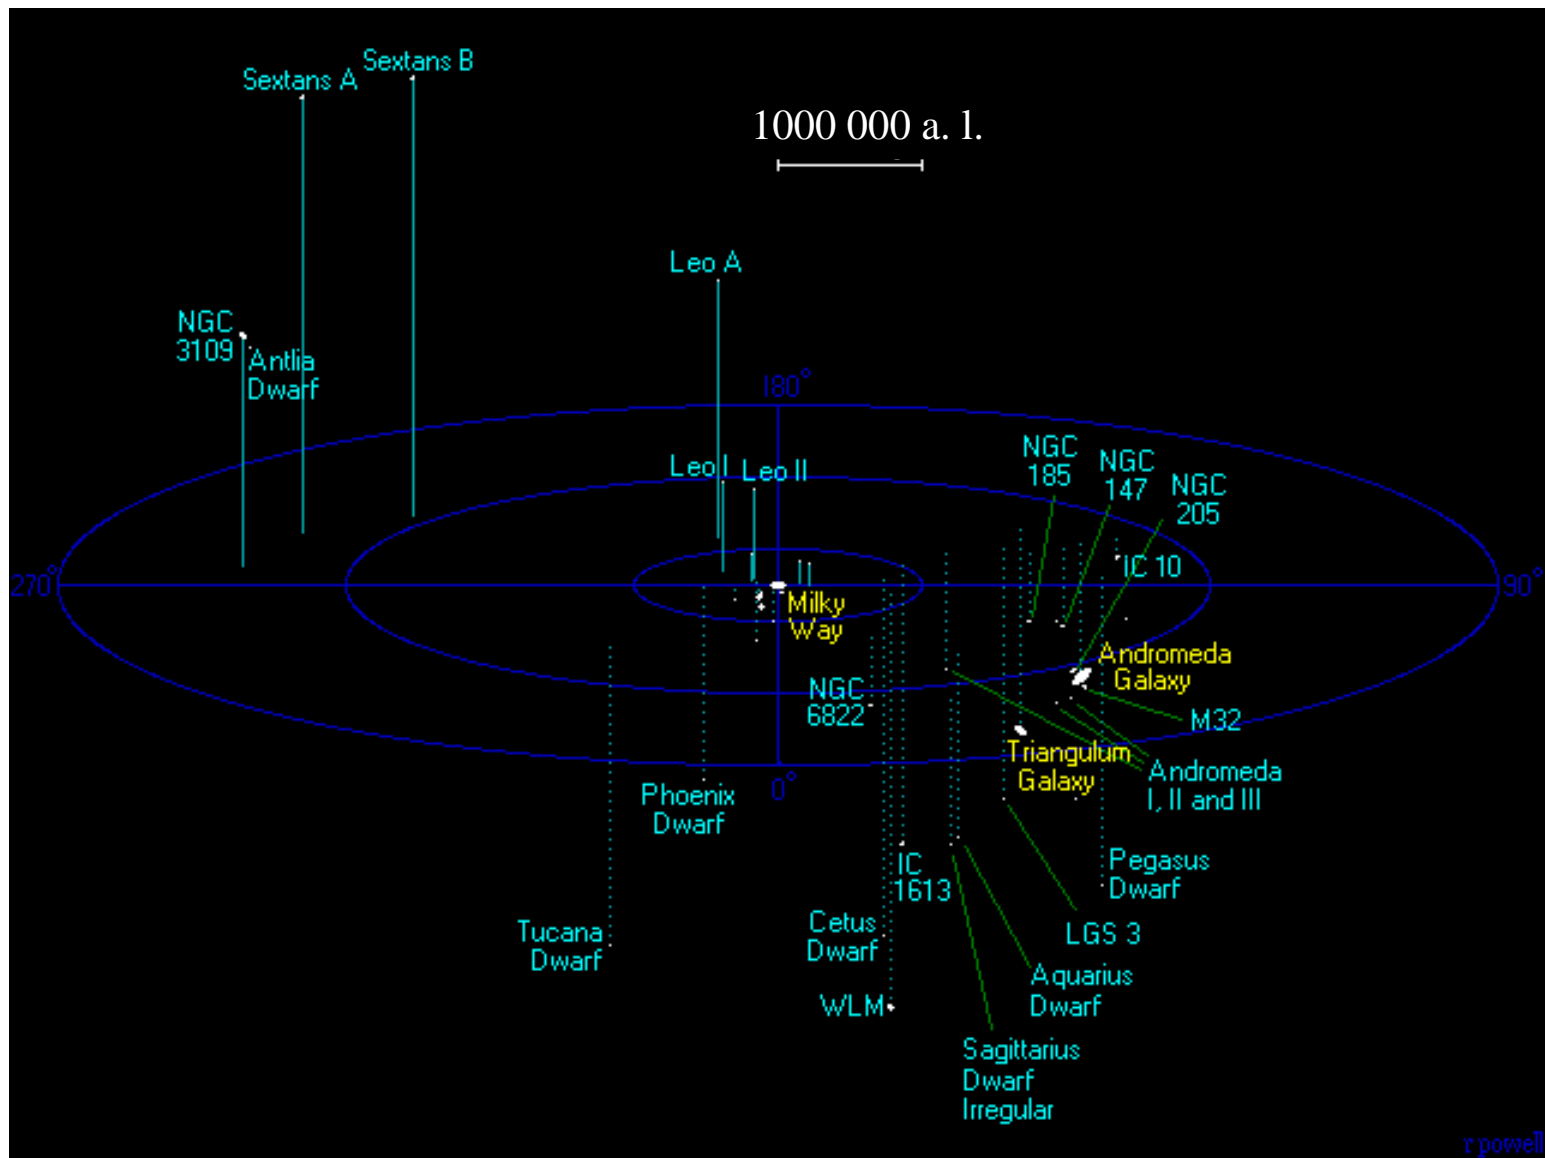 Sextans A
Sextans B
1000 000 a. l.
Leo A
NGC
3109
Antlia
Dwarf
180°
Leo I
Leo II
NGC
185
NGC
147
NGC
205
IC 10
270°
90°
Milky
Way
Andromeda
Galaxy
NGC
6822
M32
Triangulum
Galaxy
Andromeda
I, II and III
Phoenix
Dwarf
0°
IC
1613
Pegasus
Dwarf
Tucana
Dwarf
Cetus
Dwarf
LGS 3
Aquarius
Dwarf
WLM
Sagittarius
Dwarf
Irregular
r powell